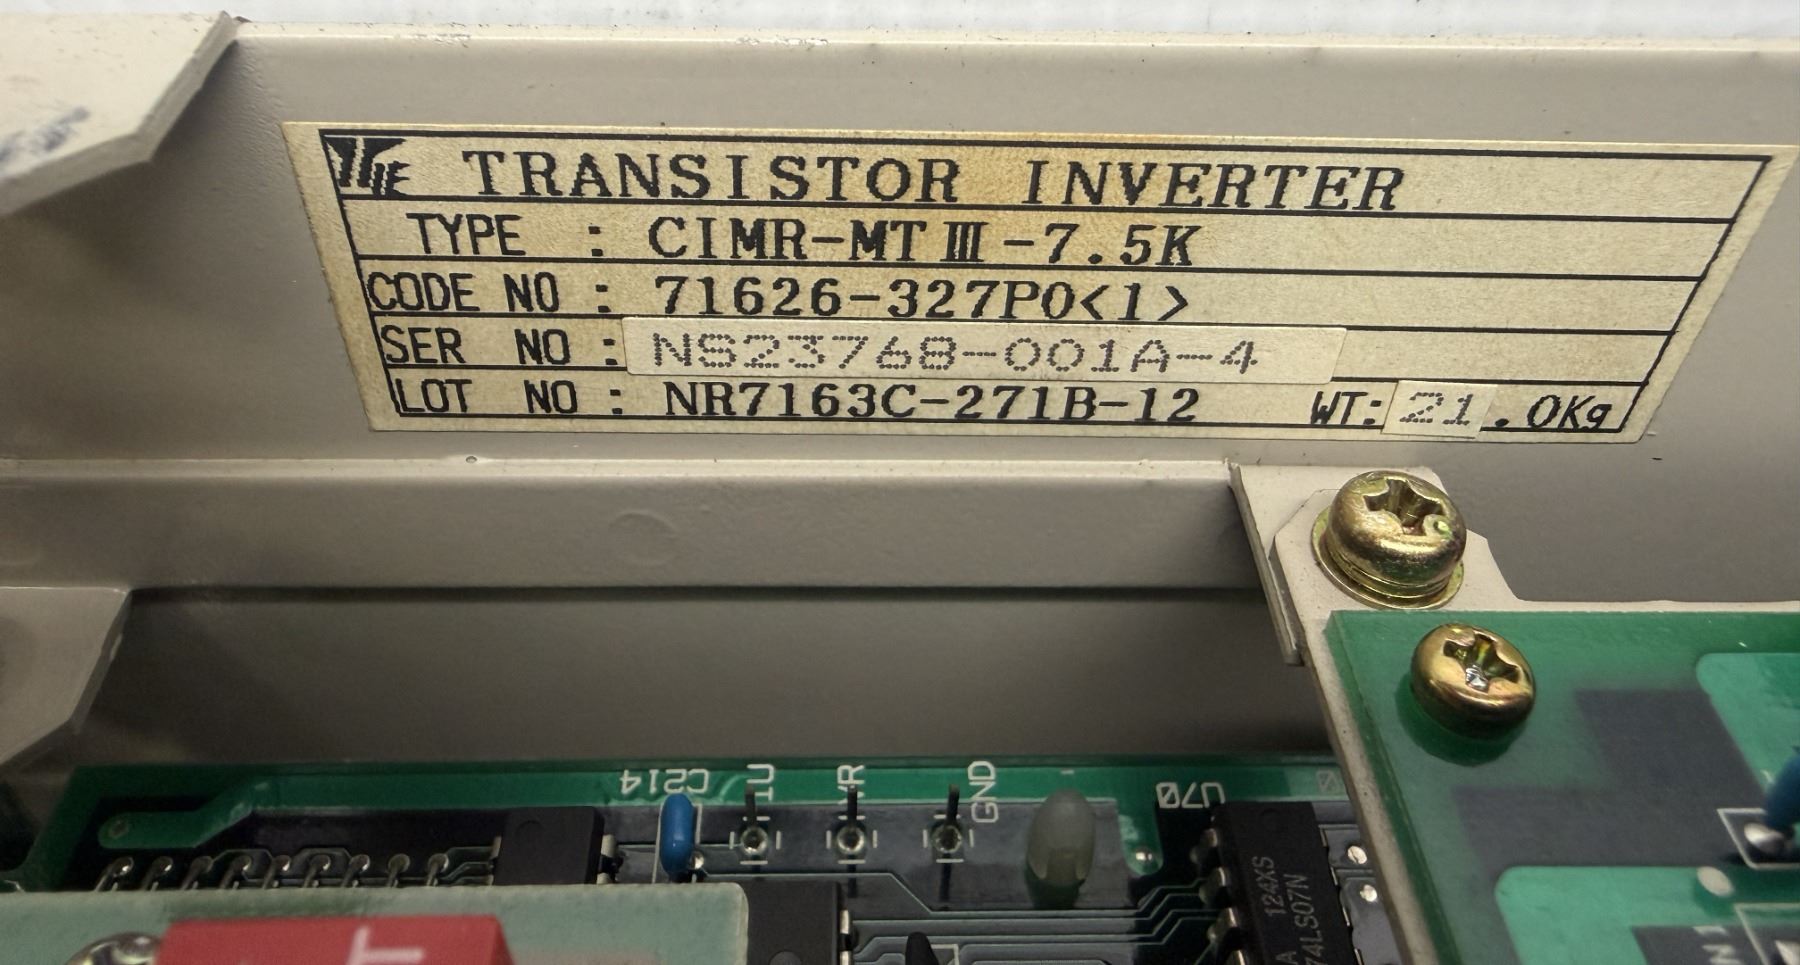 TRANSISTOR INVERTER
TYPE : CIMR-MTⅢ-7.5K
CODE NO : 71626-327P0<1>
SER NO : NS23768-001A-4
LOT NO : NR7163C-271B-12 WT: 21.0Kg
C214
GND
U70
124XS
74LS07N